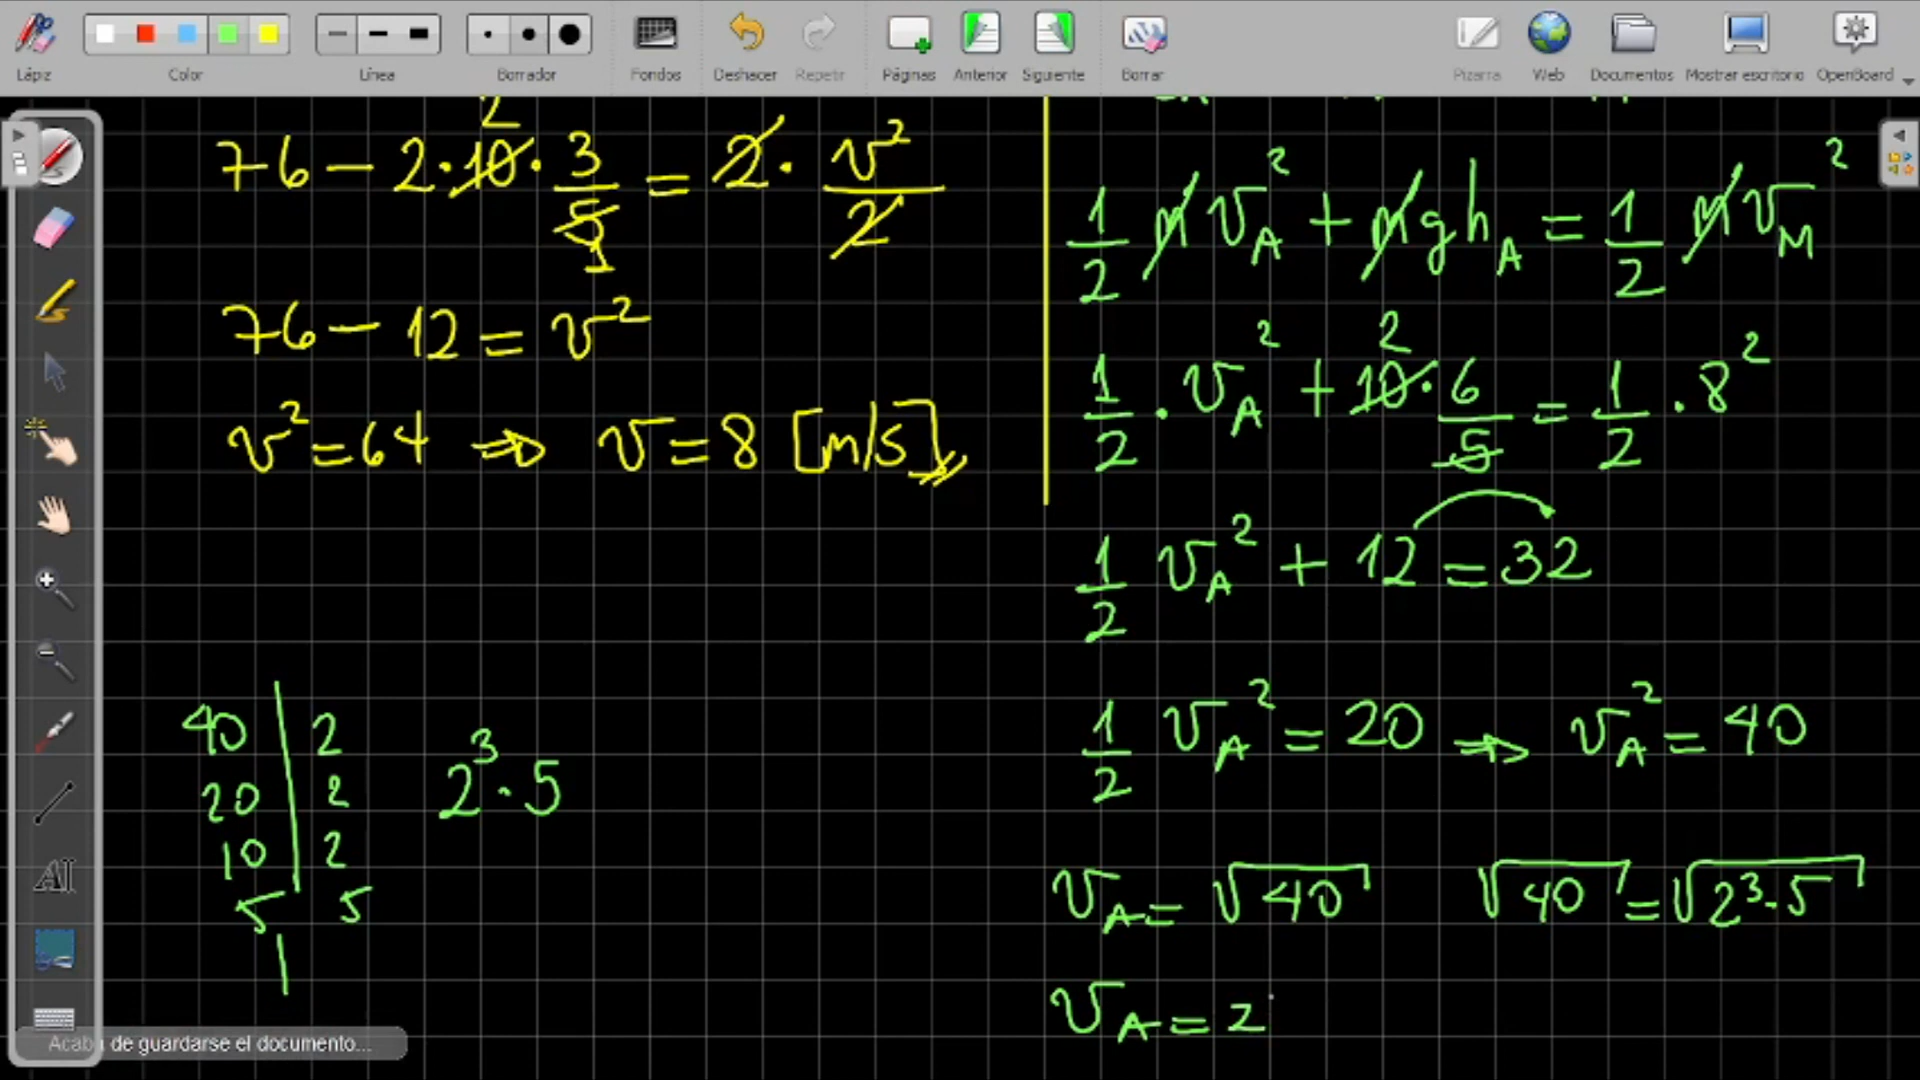 Lápiz Color Línea Borrador Fondos Deshacer Repetir Páginas Anterior Siguiente Borrar Pizarra Web Documentos Mostrar escritorio OpenBoard
76 - 2·10·3/5 = 2·v²/2
2
1
76 - 12 = v²
v² = 64 ⇒ v = 8 [m/s]
40 | 2
20 | 2
10 | 2
5 | 5
1
2³·5
1/2 m v_A² + m g h_A = 1/2 m v_M²
1/2 · v_A² + 10·6/5 = 1/2 · 8²
2
1/2 v_A² + 12 = 32
1/2 v_A² = 20 ⇒ v_A² = 40
v_A = √40 √40 = √2³·5
v_A = 2
AI
Acaba de guardarse el documento...